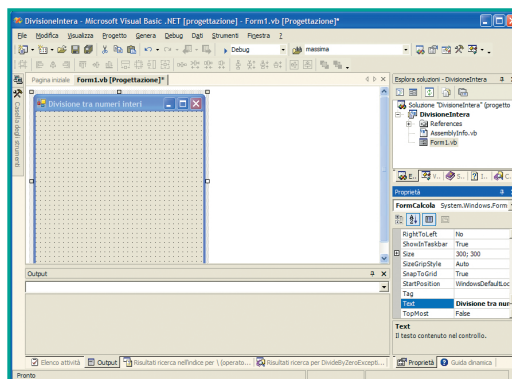 DivisioneIntera - Microsoft Visual Basic .NET [progettazione] - Form1.vb [Progettazione]*
File Modifica Visualizza Progetto Genera Debug Dati Strumenti Finestra ?
Debug massima
Pagina iniziale Form1.vb [Progettazione]*
Casella degli strumenti
Divisione tra numeri interi
Output
Elenco attività Output Risultati ricerca nell'indice per \ (operato... Risultati ricerca per DivideByZeroExcepti...
Pronto
Esplora soluzioni - DivisioneIntera
Soluzione "DivisioneIntera" (progetto
DivisioneIntera
References
AssemblyInfo.vb
Form1.vb
E.. V.. S.. I.. C.
Proprietà
FormCalcola System.Windows.Form
RightToLeft No
ShowInTaskbar True
Size 300; 300
SizeGripStyle Auto
SnapToGrid True
StartPosition WindowsDefaultLoc
Tag
Text Divisione tra nur
TopMost False
Text
Il testo contenuto nel controllo.
Proprietà Guida dinamica